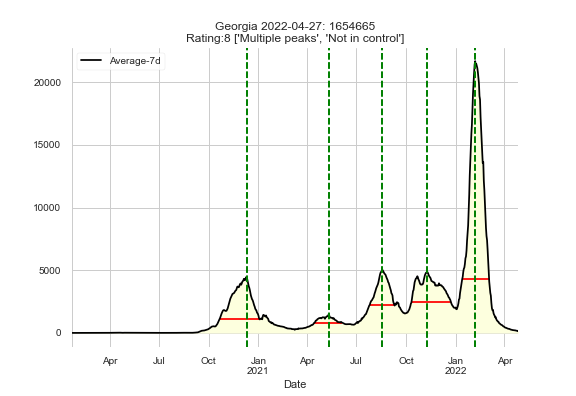 Georgia 2022-04-27: 1654665
Rating:8 ['Multiple peaks', 'Not in control']
Average-7d
20000
15000
10000
5000
0
Apr Jul Oct Jan Apr Jul Oct Jan Apr
2021 2022
Date